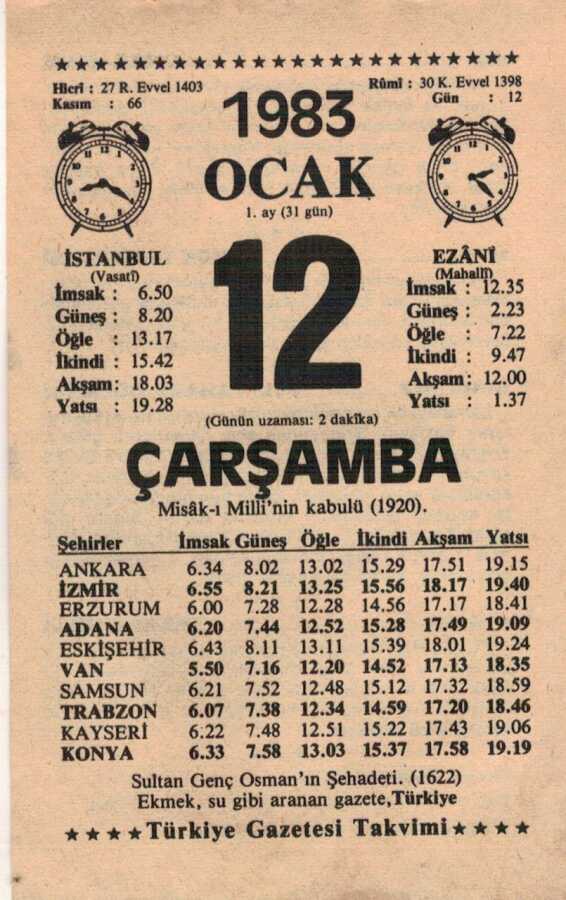 Hicrî : 27 R. Evvel 1403
Kasım : 66
Rûmî : 30 K. Evvel 1398
Gün : 12
1983
OCAK
1. ay (31 gün)
12
İSTANBUL
(Vasatî)
İmsak : 6.50
Güneş : 8.20
Öğle : 13.17
İkindi : 15.42
Akşam: 18.03
Yatsı : 19.28
EZÂNÎ
(Mahallî)
İmsak : 12.35
Güneş : 2.23
Öğle : 7.22
İkindi : 9.47
Akşam: 12.00
Yatsı : 1.37
(Günün uzaması: 2 dakika)
ÇARŞAMBA
Misâk-ı Milli'nin kabulü (1920).
Şehirler İmsak Güneş Öğle İkindi Akşam Yatsı
ANKARA 6.34 8.02 13.02 15.29 17.51 19.15
İZMİR 6.55 8.21 13.25 15.56 18.17 19.40
ERZURUM 6.00 7.28 12.28 14.56 17.17 18.41
ADANA 6.20 7.44 12.52 15.28 17.49 19.09
ESKİŞEHİR 6.43 8.11 13.11 15.39 18.01 19.24
VAN 5.50 7.16 12.20 14.52 17.13 18.35
SAMSUN 6.21 7.52 12.48 15.12 17.32 18.59
TRABZON 6.07 7.38 12.34 14.59 17.20 18.46
KAYSERİ 6.22 7.48 12.51 15.22 17.43 19.06
KONYA 6.33 7.58 13.03 15.37 17.58 19.19
Sultan Genç Osman'ın Şehadeti. (1622)
Ekmek, su gibi aranan gazete,Türkiye
★★★★Türkiye Gazetesi Takvimi★★★★